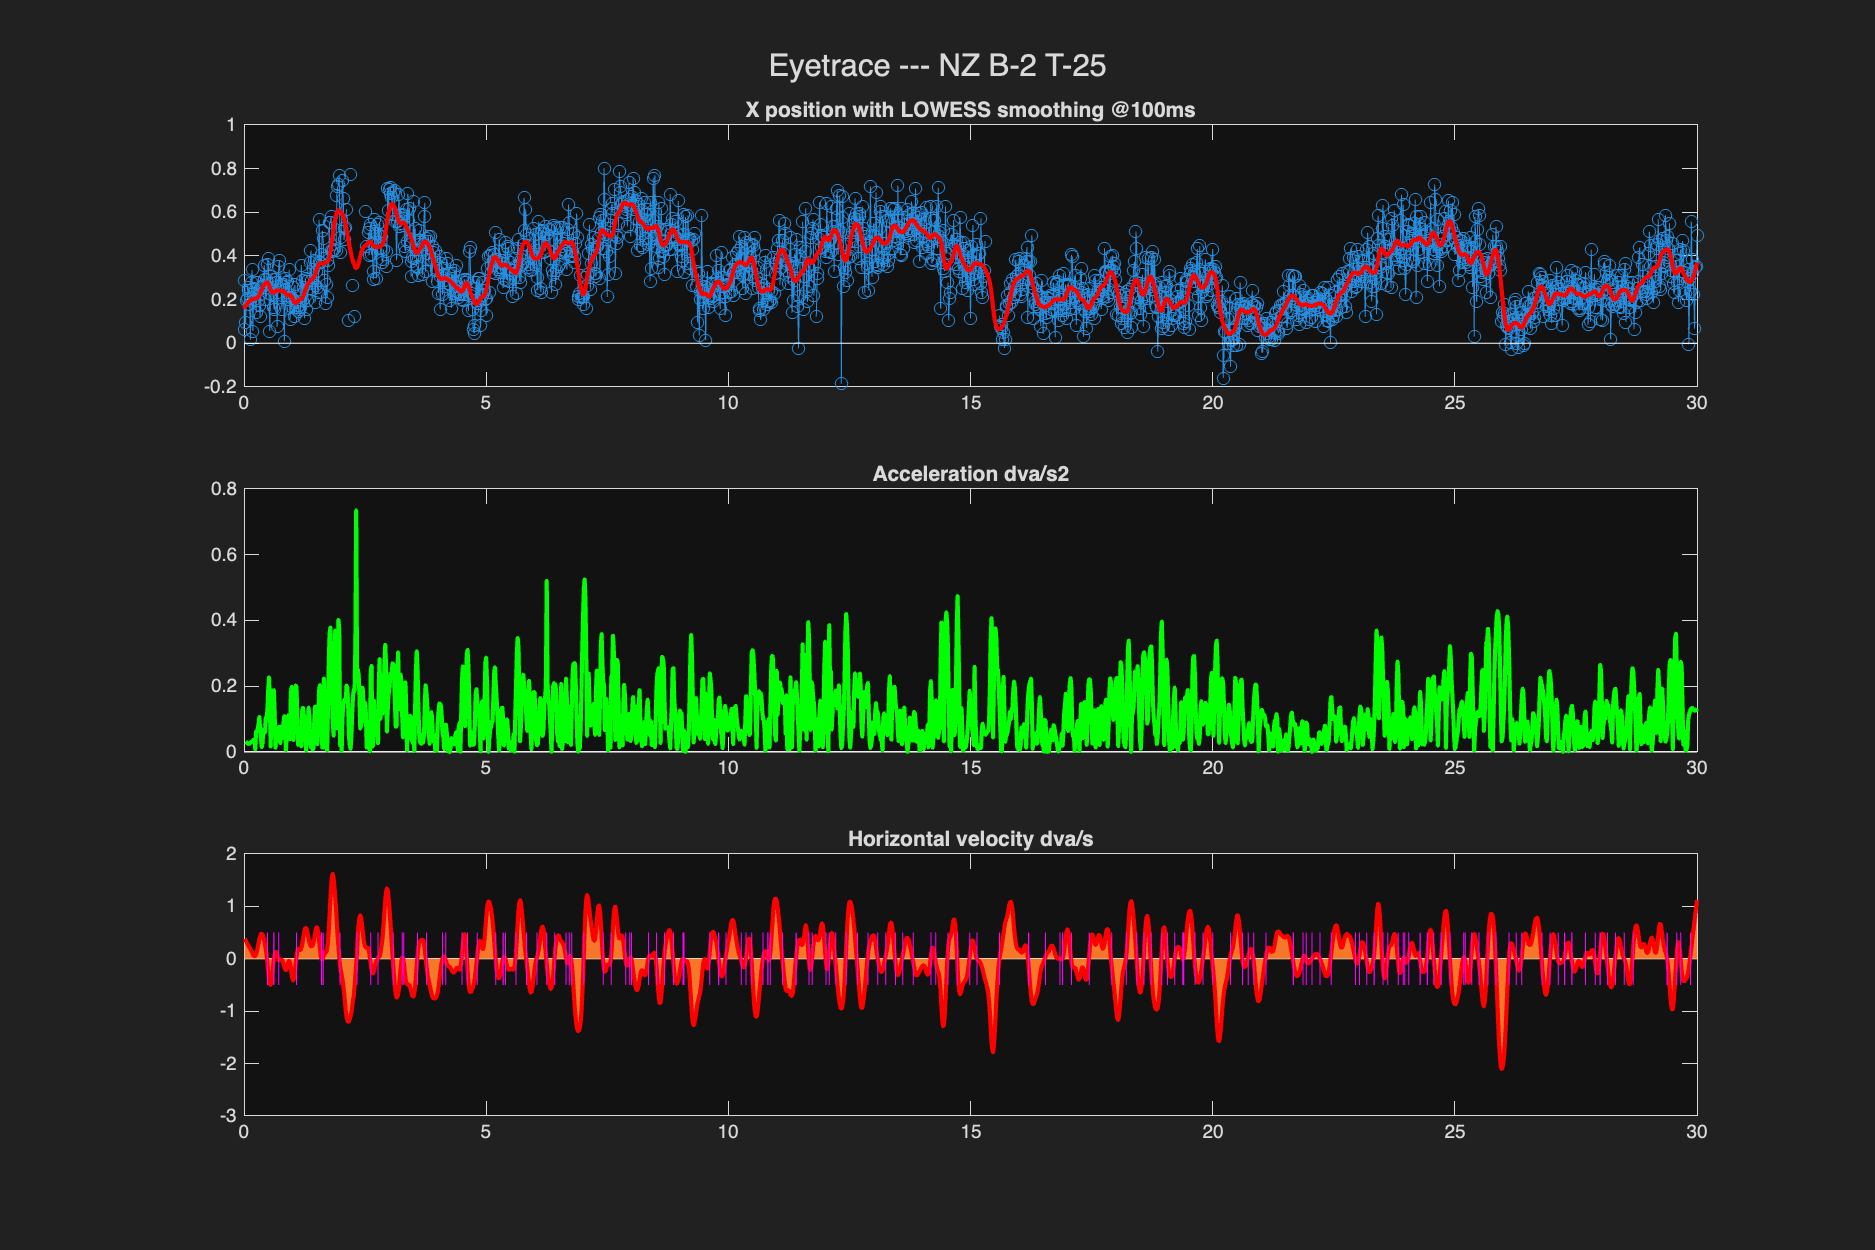 Eyetrace --- NZ B-2 T-25
X position with LOWESS smoothing @100ms
1
0.8
0.6
0.4
0.2
0
-0.2
0 5 10 15 20 25 30
Acceleration dva/s2
0.8
0.6
0.4
0.2
0
0 5 10 15 20 25 30
Horizontal velocity dva/s
2
1
0
-1
-2
-3
0 5 10 15 20 25 30